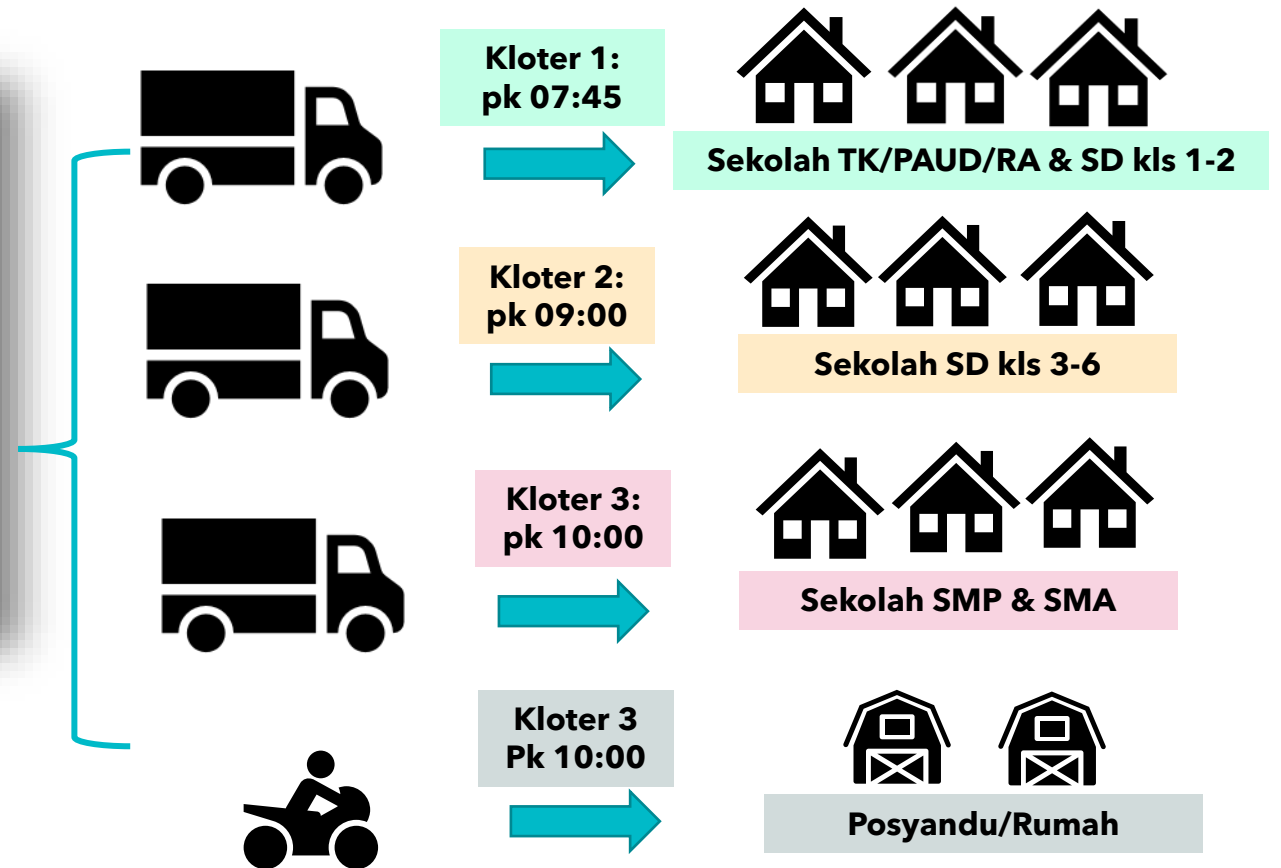 Kloter 1:
pk 07:45
Sekolah TK/PAUD/RA & SD kls 1-2
Kloter 2:
pk 09:00
Sekolah SD kls 3-6
Kloter 3:
pk 10:00
Sekolah SMP & SMA
Kloter 3
Pk 10:00
Posyandu/Rumah